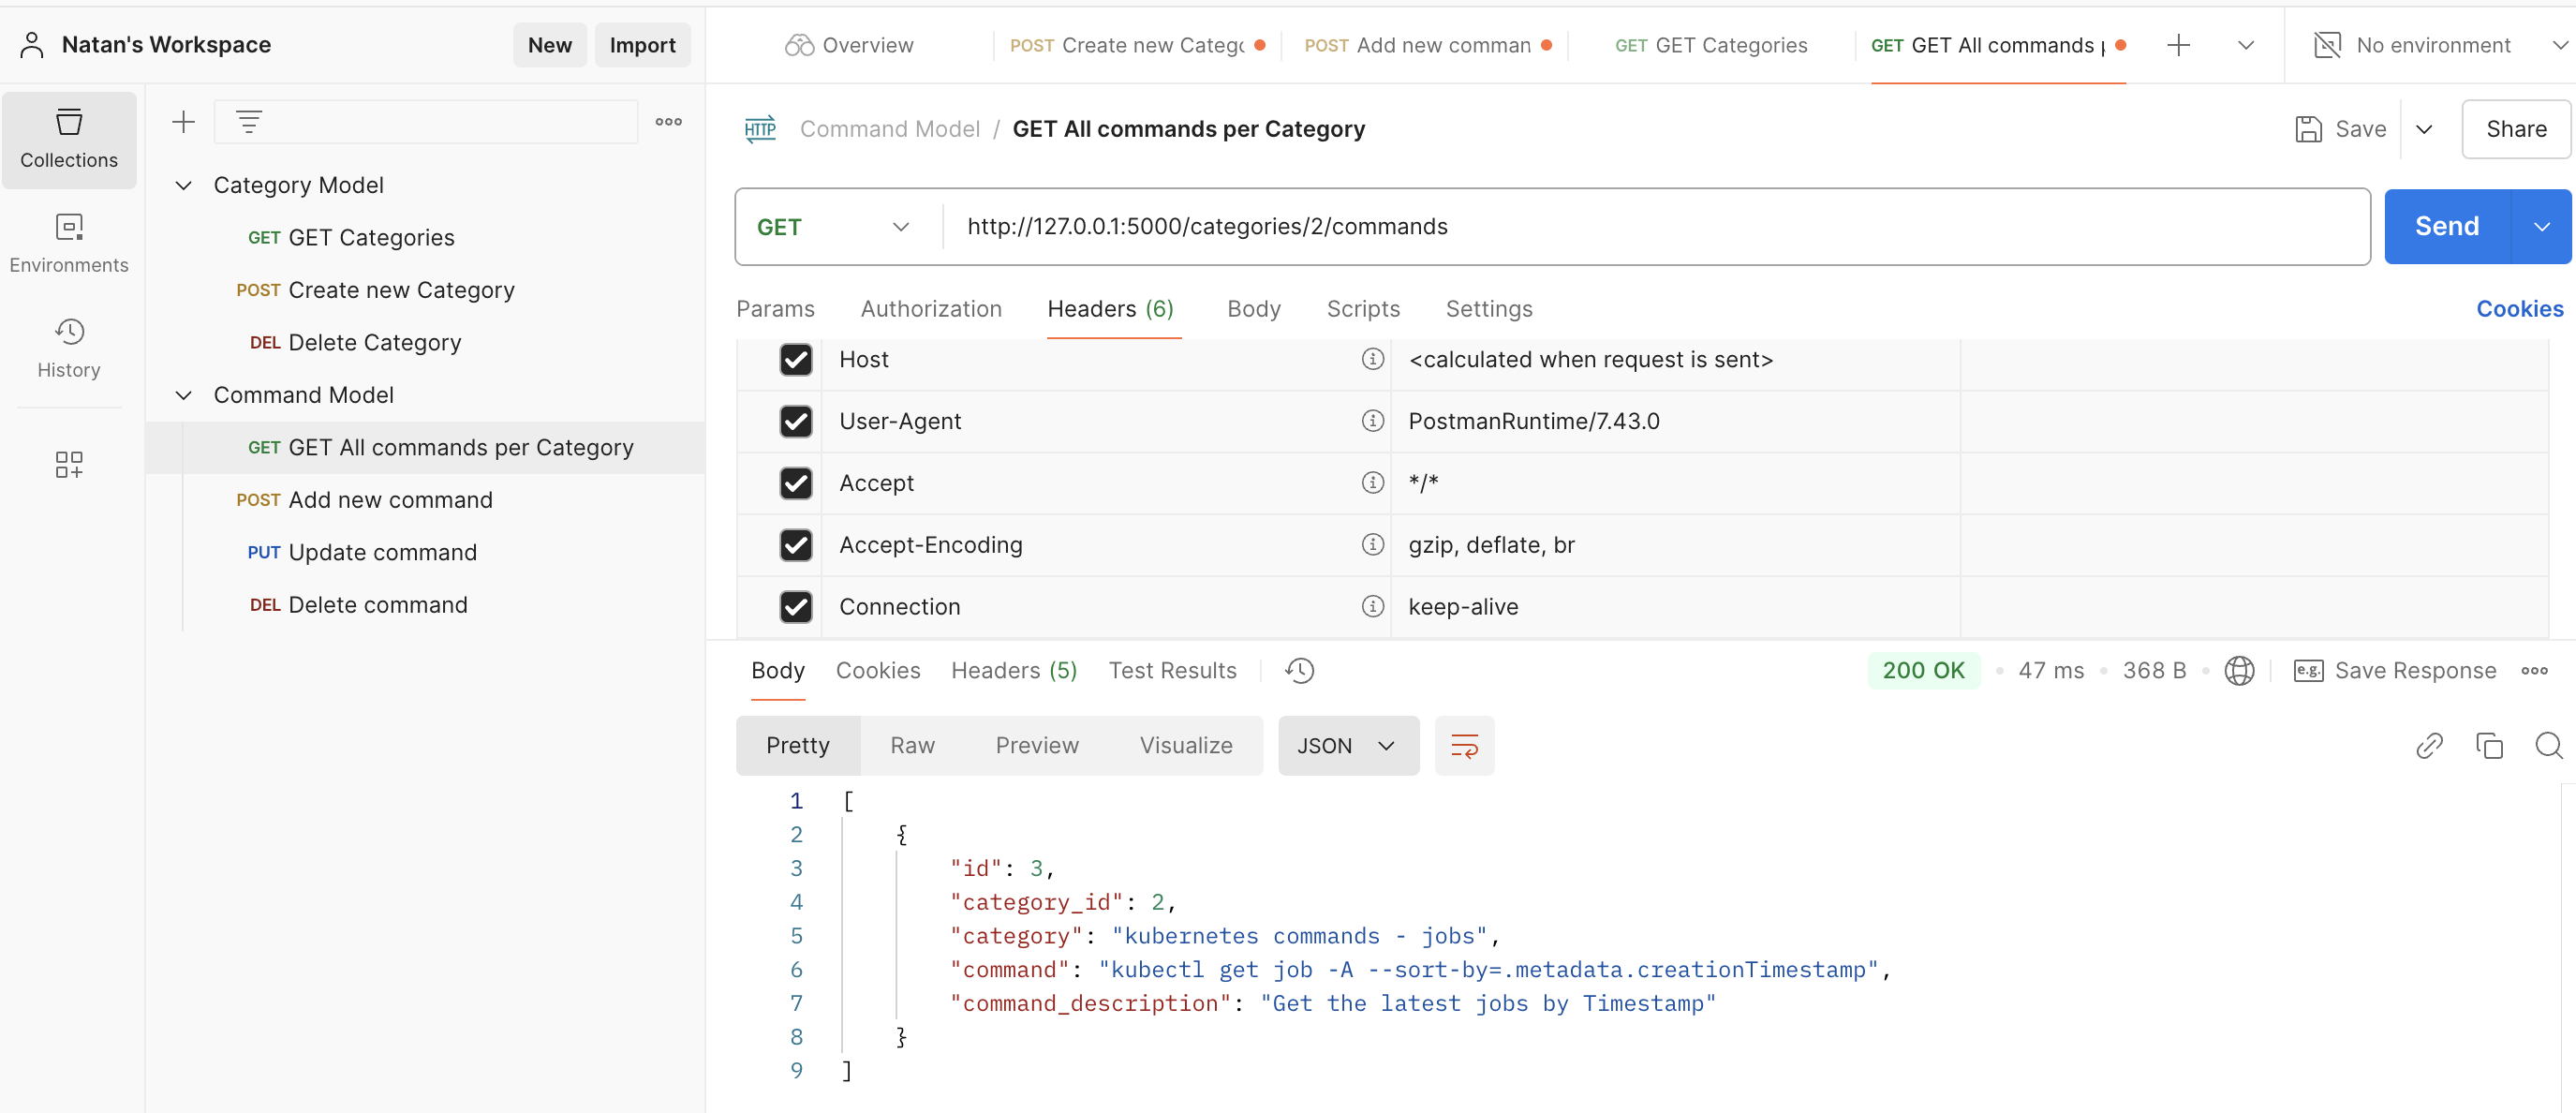 Natan's Workspace
New
Import
Overview
POST Create new Catego
POST Add new comman
GET GET Categories
GET GET All commands p
No environment
Collections
Environments
History
Category Model
GET GET Categories
POST Create new Category
DEL Delete Category
Command Model
GET GET All commands per Category
POST Add new command
PUT Update command
DEL Delete command
HTTP Command Model / GET All commands per Category
Save
Share
GET
http://127.0.0.1:5000/categories/2/commands
Send
Params
Authorization
Headers (6)
Body
Scripts
Settings
Cookies
Host <calculated when request is sent>
User-Agent PostmanRuntime/7.43.0
Accept */*
Accept-Encoding gzip, deflate, br
Connection keep-alive
Body
Cookies
Headers (5)
Test Results
200 OK • 47 ms • 368 B •
e.g. Save Response
Pretty
Raw
Preview
Visualize
JSON
1 [
2 {
3 "id": 3,
4 "category_id": 2,
5 "category": "kubernetes commands - jobs",
6 "command": "kubectl get job -A --sort-by=.metadata.creationTimestamp",
7 "command_description": "Get the latest jobs by Timestamp"
8 }
9 ]